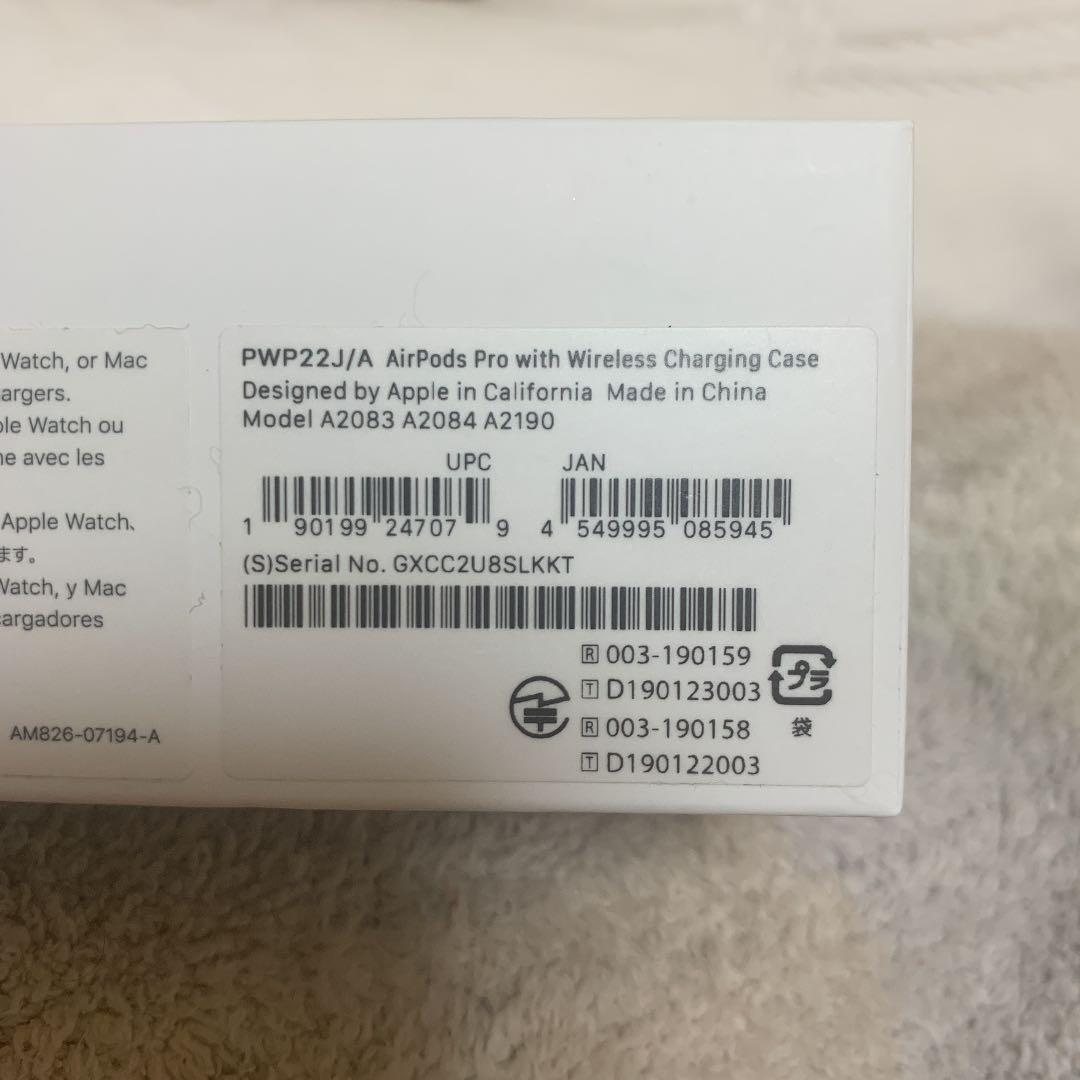 Watch, or Mac
argers.
ple Watch ou
ne avec les
Apple Watch、
ます。
Watch, y Mac
cargadores
AM826-07194-A
PWP22J/A AirPods Pro with Wireless Charging Case
Designed by Apple in California Made in China
Model A2083 A2084 A2190
UPC JAN
1 90199 24707 9 4 549995 085945
(S)Serial No. GXCC2U8SLKKT
R 003-190159
T D190123003
R 003-190158
T D190122003
プラ
袋